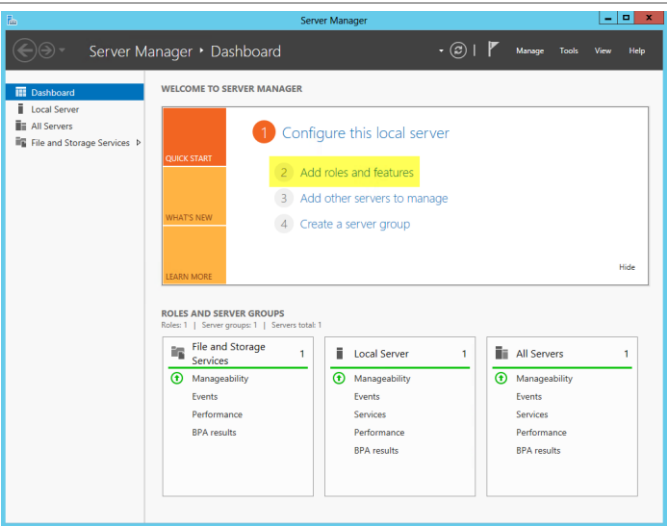 Server Manager
Server Manager ‣ Dashboard
Manage Tools View Help
Dashboard
Local Server
All Servers
File and Storage Services
WELCOME TO SERVER MANAGER
QUICK START
WHAT'S NEW
LEARN MORE
1 Configure this local server
2 Add roles and features
3 Add other servers to manage
4 Create a server group
Hide
ROLES AND SERVER GROUPS
Roles: 1 | Server groups: 1 | Servers total: 1
File and Storage
Services 1
Manageability
Events
Performance
BPA results
Local Server 1
Manageability
Events
Services
Performance
BPA results
All Servers 1
Manageability
Events
Services
Performance
BPA results